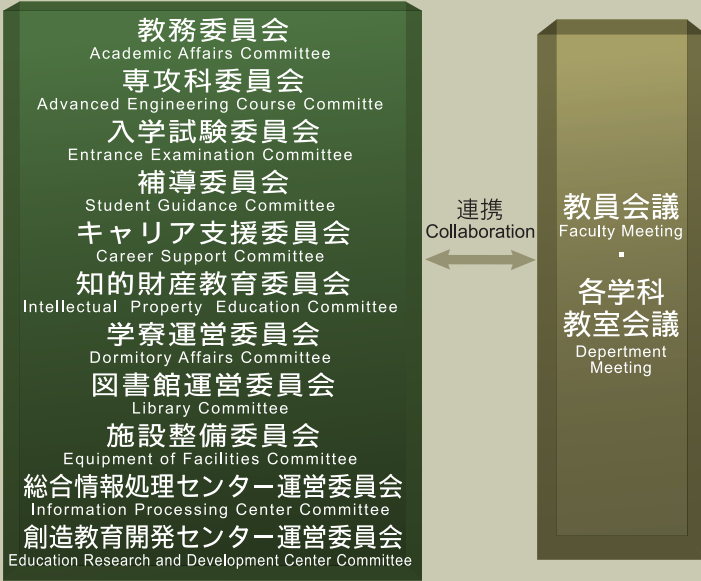 教務委員会
Academic Affairs Committee
専攻科委員会
Advanced Engineering Course Committe
入学試験委員会
Entrance Examination Committee
補導委員会
Student Guidance Committee
キャリア支援委員会
Career Support Committee
知的財産教育委員会
Intellectual Property Education Committee
学寮運営委員会
Dormitory Affairs Committee
図書館運営委員会
Library Committee
施設整備委員会
Equipment of Facilities Committee
総合情報処理センター運営委員会
Information Processing Center Committee
創造教育開発センター運営委員会
Education Research and Development Center Committee
連携
Collaboration
教員会議
Faculty Meeting
・
各学科
教室会議
Depertment
Meeting